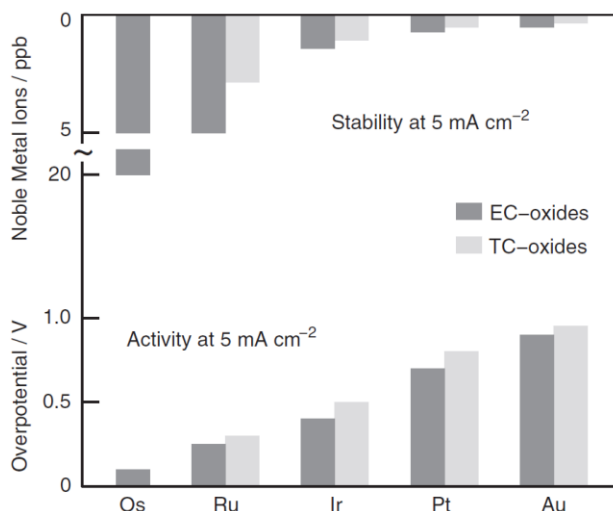 Noble Metal Ions / ppb
0
5
~
20
Stability at 5 mA cm⁻²
EC–oxides
TC–oxides
Overpotential / V
1.0
0.5
0
Activity at 5 mA cm⁻²
Os Ru Ir Pt Au